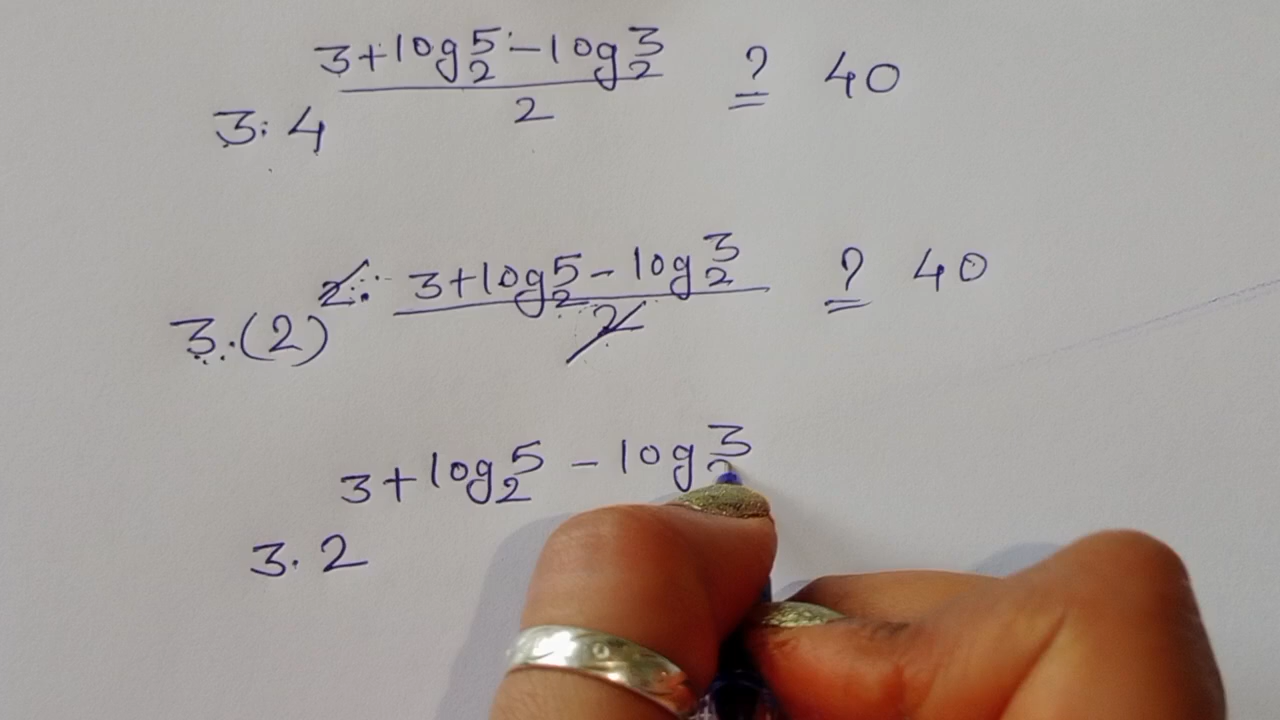 3 · 4^((3+log₂5 − log₂3)/2) ≟ 40
3 · (2)^(2 · (3+log₂5 − log₂3)/2) ≟ 40
3 · 2^(3+log₂5 − log₂3)